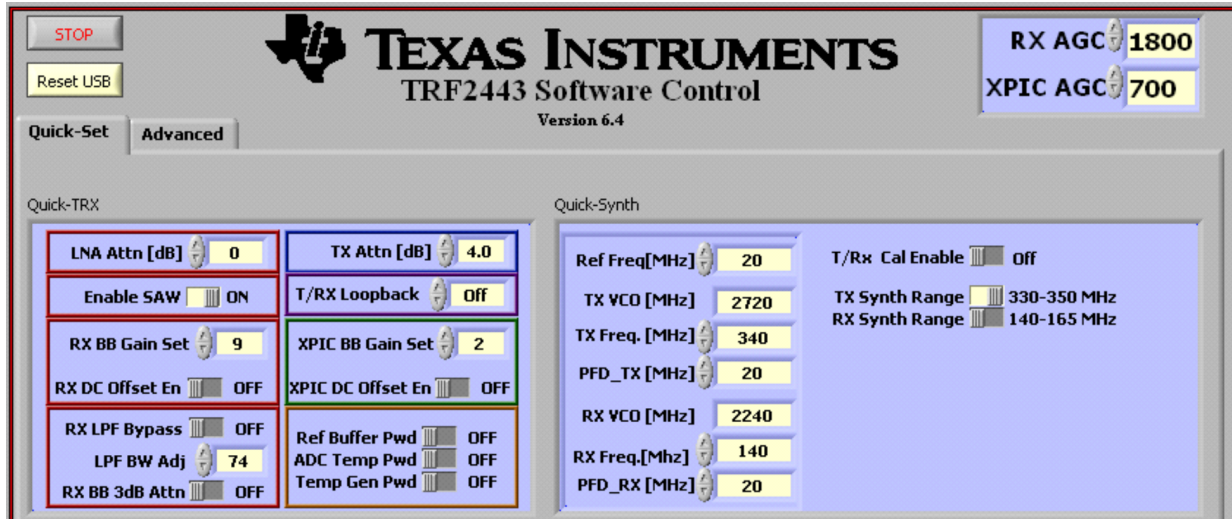 STOP
Reset USB
TEXAS INSTRUMENTS
TRF2443 Software Control
Version 6.4
RX AGC 1800
XPIC AGC 700
Quick-Set
Advanced
Quick-TRX
LNA Attn [dB] 0
TX Attn [dB] 4.0
Enable SAW ON
T/RX Loopback Off
RX BB Gain Set 9
XPIC BB Gain Set 2
RX DC Offset En OFF
XPIC DC Offset En OFF
RX LPF Bypass OFF
LPF BW Adj 74
RX BB 3dB Attn OFF
Ref Buffer Pwd OFF
ADC Temp Pwd OFF
Temp Gen Pwd OFF
Quick-Synth
Ref Freq[MHz] 20
TX VCO [MHz] 2720
TX Freq. [MHz] 340
PFD_TX [MHz] 20
RX VCO [MHz] 2240
RX Freq.[Mhz] 140
PFD_RX [MHz] 20
T/Rx Cal Enable Off
TX Synth Range 330-350 MHz
RX Synth Range 140-165 MHz